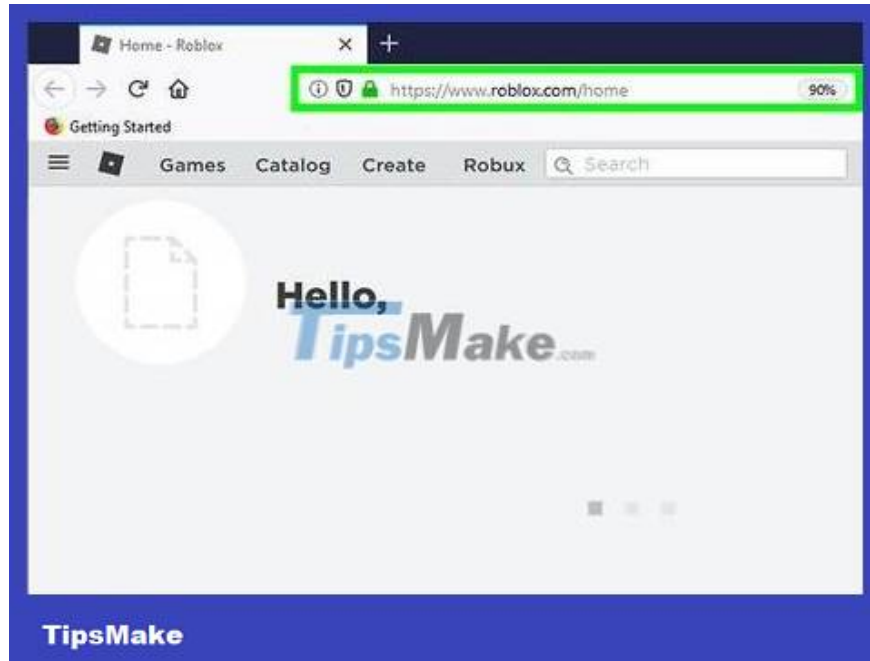 Home - Roblox
https://www.roblox.com/home 90%
Getting Started
Games Catalog Create Robux Search
Hello,
TipsMake.com
TipsMake